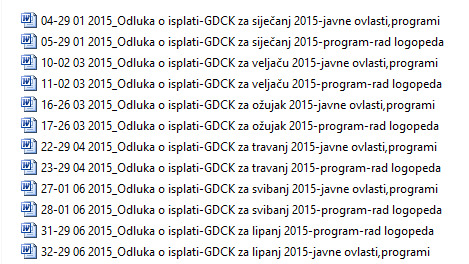 04-29 01 2015_Odluka o isplati-GDCK za siječanj 2015-javne ovlasti,programi
05-29 01 2015_Odluka o isplati-GDCK za siječanj 2015-program-rad logopeda
10-02 03 2015_Odluka o isplati-GDCK za veljaču 2015-javne ovlasti,programi
11-02 03 2015_Odluka o isplati-GDCK za veljaču 2015-program-rad logopeda
16-26 03 2015_Odluka o isplati-GDCK za ožujak 2015-javne ovlasti,programi
17-26 03 2015_Odluka o isplati-GDCK za ožujak 2015-program-rad logopeda
22-29 04 2015_Odluka o isplati-GDCK za travanj 2015-javne ovlasti,programi
23-29 04 2015_Odluka o isplati-GDCK za travanj 2015-program-rad logopeda
27-01 06 2015_Odluka o isplati-GDCK za svibanj 2015-javne ovlasti,programi
28-01 06 2015_Odluka o isplati-GDCK za svibanj 2015-program-rad logopeda
31-29 06 2015_Odluka o isplati-GDCK za lipanj 2015-program-rad logopeda
32-29 06 2015_Odluka o isplati-GDCK za lipanj 2015-javne ovlasti,programi